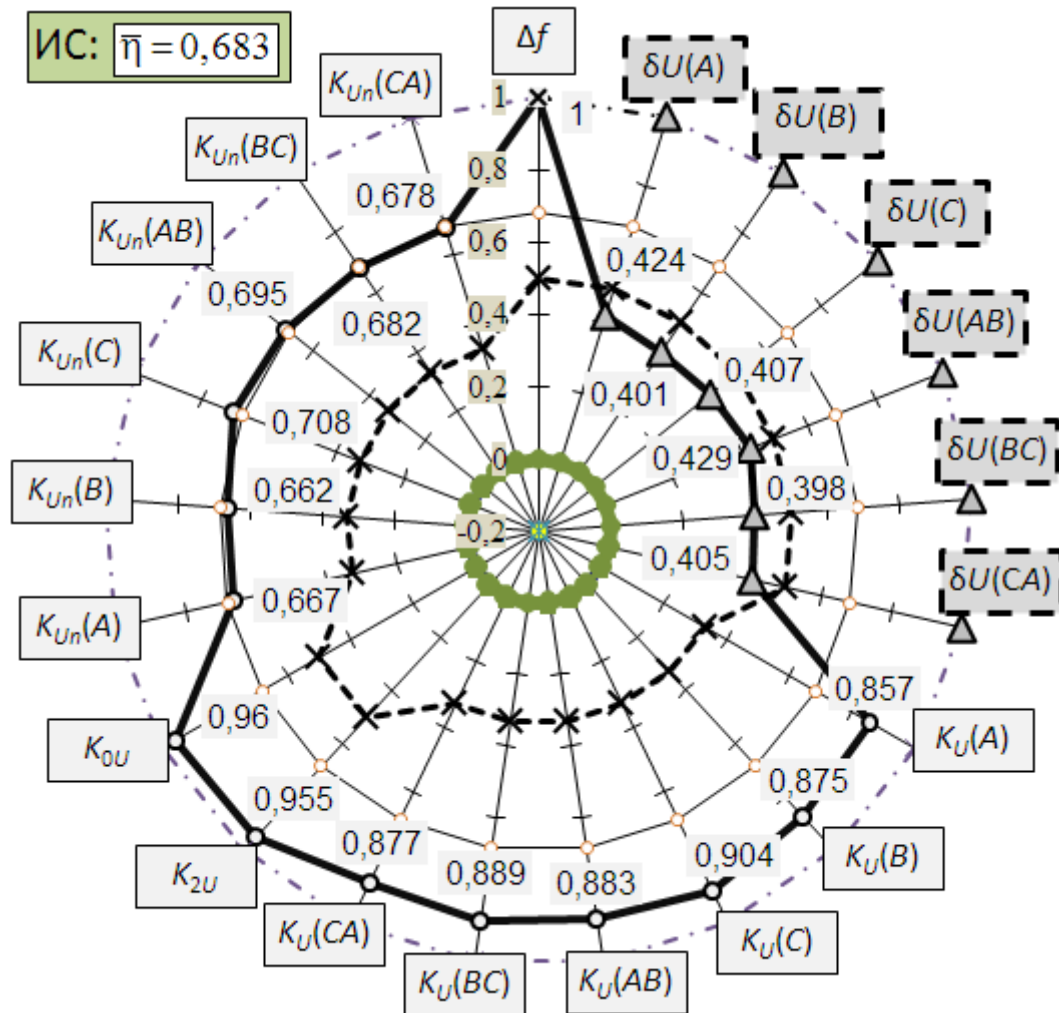 ИС: η̅ = 0,683
Δf
δU(A)
δU(B)
δU(C)
δU(AB)
δU(BC)
δU(CA)
K_U(A)
K_U(B)
K_U(C)
K_U(AB)
K_U(BC)
K_U(CA)
K_2U
K_0U
K_Un(A)
K_Un(B)
K_Un(C)
K_Un(AB)
K_Un(BC)
K_Un(CA)
1
0,8
0,6
0,4
0,2
0
-0,2
1
0,424
0,401
0,407
0,429
0,398
0,405
0,857
0,875
0,904
0,883
0,889
0,877
0,955
0,96
0,667
0,662
0,708
0,695
0,682
0,678